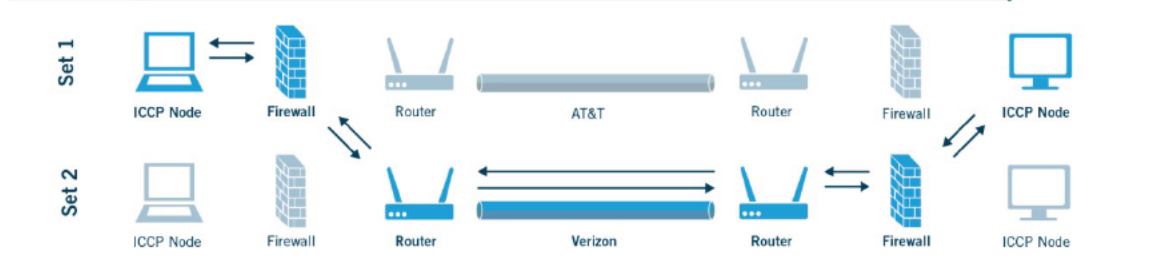 Set 1
ICCP Node Firewall Router AT&T Router Firewall ICCP Node
Set 2
ICCP Node Firewall Router Verizon Router Firewall ICCP Node